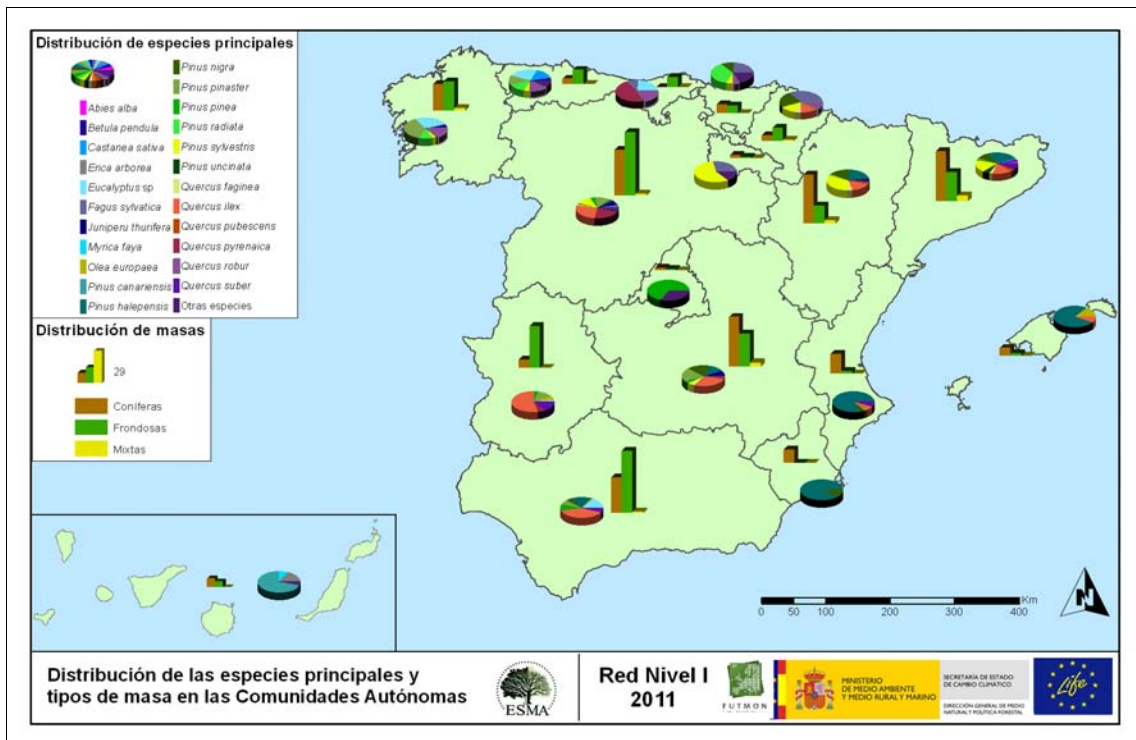 Distribución de especies principales
Abies alba
Betula pendula
Castanea sativa
Erica arborea
Eucalyptus sp
Fagus sylvatica
Juniperu thurifera
Myrica faya
Olea europaea
Pinus canariensis
Pinus halepensis
Pinus nigra
Pinus pinaster
Pinus pinea
Pinus radiata
Pinus sylvestris
Pinus uncinata
Quercus faginea
Quercus ilex
Quercus pubescens
Quercus pyrenaica
Quercus robur
Quercus suber
Otras especies
Distribución de masas
29
Coníferas
Frondosas
Mixtas
Km
0 50 100 200 300 400
N
Distribución de las especies principales y
tipos de masa en las Comunidades Autónomas
ESMA
Red Nivel I
2011
FUTMON
MINISTERIO
DE MEDIO AMBIENTE
Y MEDIO RURAL Y MARINO
SECRETARÍA DE ESTADO
DE CAMBIO CLIMÁTICO
DIRECCIÓN GENERAL DE MEDIO
NATURAL Y POLÍTICA FORESTAL
Life